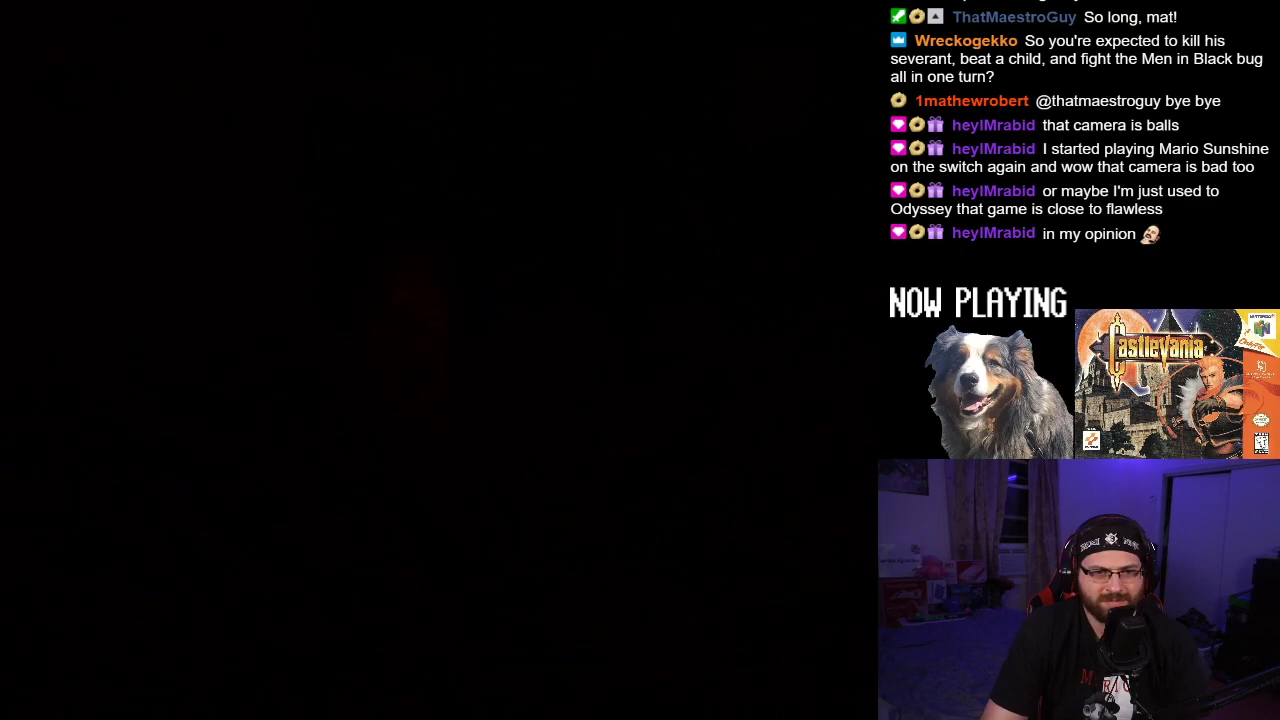 ThatMaestroGuy So long, mat!
Wreckogekko So you're expected to kill his
severant, beat a child, and fight the Men in Black bug
all in one turn?
1mathewrobert @thatmaestroguy bye bye
heyIMrabid that camera is balls
heyIMrabid I started playing Mario Sunshine
on the switch again and wow that camera is bad too
heyIMrabid or maybe I'm just used to
Odyssey that game is close to flawless
heyIMrabid in my opinion
NOW PLAYING
Castlevania